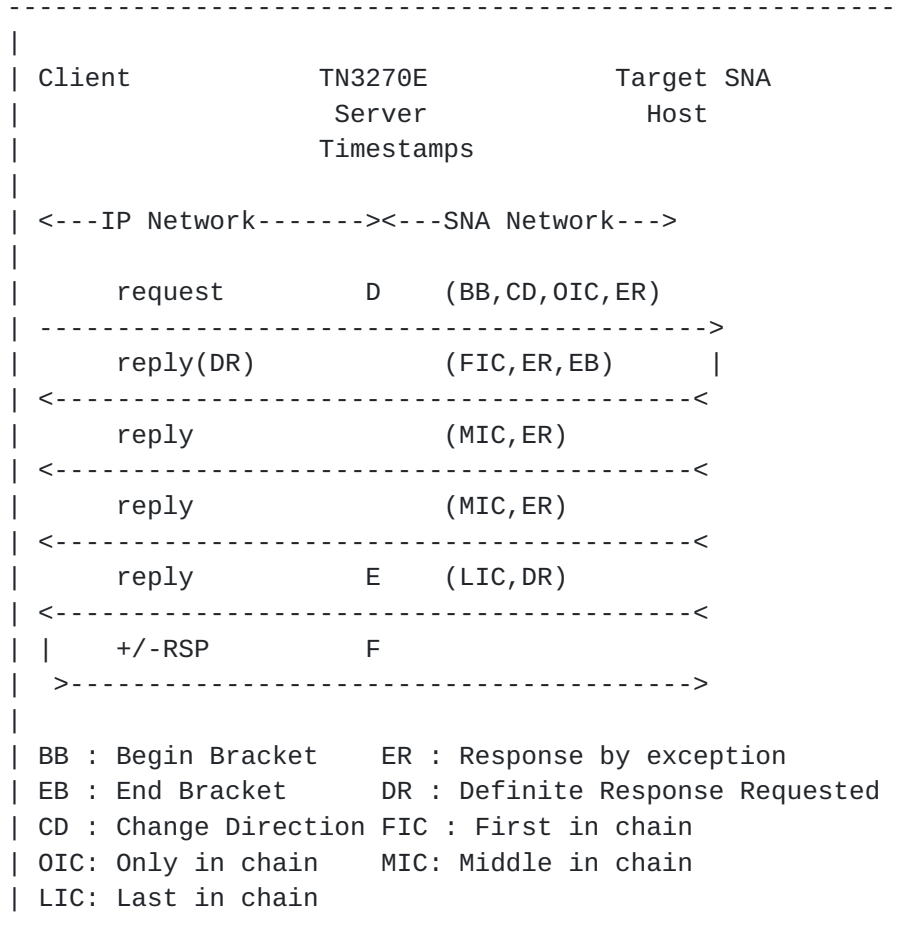 ---------------------------------------------------------
|
| Client            TN3270E            Target SNA
|                    Server              Host
|                   Timestamps
|
| <---IP Network-------><---SNA Network--->
|
|      request         D    (BB,CD,OIC,ER)
| ------------------------------------------->
|      reply(DR)            (FIC,ER,EB)      |
| <-----------------------------------------<
|      reply                (MIC,ER)
| <-----------------------------------------<
|      reply                (MIC,ER)
| <-----------------------------------------<
|      reply           E    (LIC,DR)
| <-----------------------------------------<
| |    +/-RSP          F
|  >---------------------------------------->
|
| BB : Begin Bracket    ER : Response by exception
| EB : End Bracket      DR : Definite Response Requested
| CD : Change Direction FIC : First in chain
| OIC: Only in chain    MIC: Middle in chain
| LIC: Last in chain